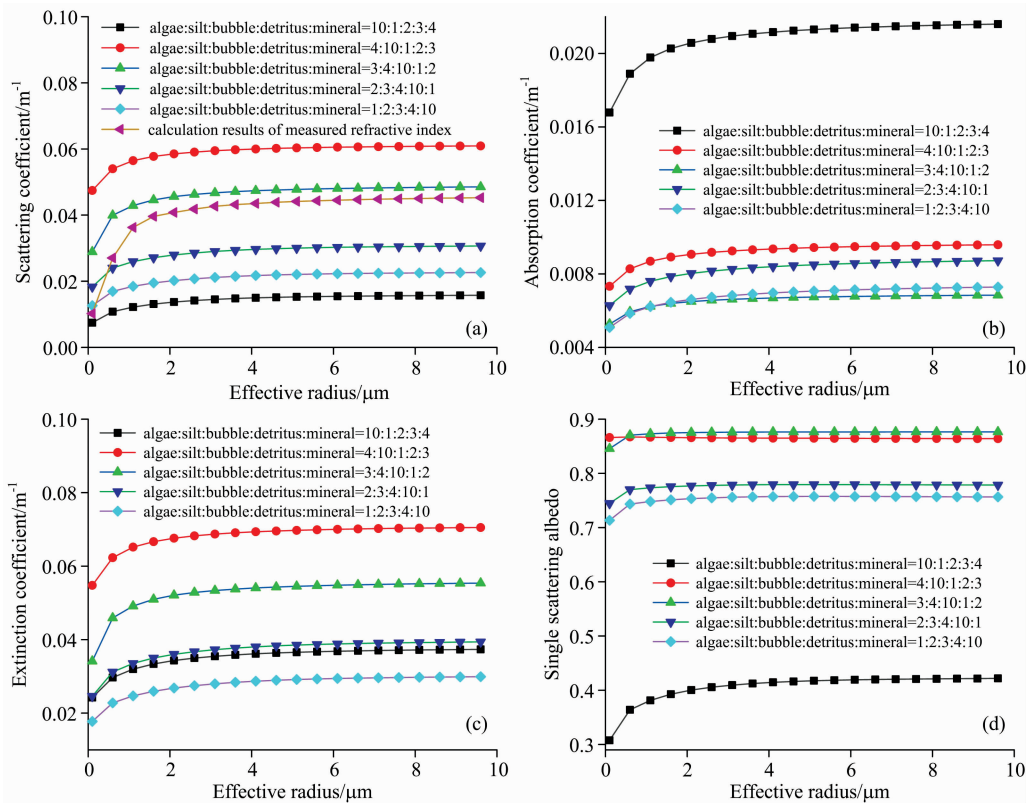 0.10
0.08
0.06
0.04
0.02
0.00
Scattering coefficient/m⁻¹
algae:silt:bubble:detritus:mineral=10:1:2:3:4
algae:silt:bubble:detritus:mineral=4:10:1:2:3
algae:silt:bubble:detritus:mineral=3:4:10:1:2
algae:silt:bubble:detritus:mineral=2:3:4:10:1
algae:silt:bubble:detritus:mineral=1:2:3:4:10
calculation results of measured refractive index
(a)
0 2 4 6 8 10
Effective radius/μm
0.020
0.016
0.012
0.008
0.004
Absorption coefficient/m⁻¹
algae:silt:bubble:detritus:mineral=10:1:2:3:4
algae:silt:bubble:detritus:mineral=4:10:1:2:3
algae:silt:bubble:detritus:mineral=3:4:10:1:2
algae:silt:bubble:detritus:mineral=2:3:4:10:1
algae:silt:bubble:detritus:mineral=1:2:3:4:10
(b)
0 2 4 6 8 10
Effective radius/μm
0.10
0.08
0.06
0.04
0.02
Extinction coefficient/m⁻¹
algae:silt:bubble:detritus:mineral=10:1:2:3:4
algae:silt:bubble:detritus:mineral=4:10:1:2:3
algae:silt:bubble:detritus:mineral=3:4:10:1:2
algae:silt:bubble:detritus:mineral=2:3:4:10:1
algae:silt:bubble:detritus:mineral=1:2:3:4:10
(c)
0 2 4 6 8 10
Effective radius/μm
0.9
0.8
0.7
0.6
0.5
0.4
0.3
Single scattering albedo
algae:silt:bubble:detritus:mineral=10:1:2:3:4
algae:silt:bubble:detritus:mineral=4:10:1:2:3
algae:silt:bubble:detritus:mineral=3:4:10:1:2
algae:silt:bubble:detritus:mineral=2:3:4:10:1
algae:silt:bubble:detritus:mineral=1:2:3:4:10
(d)
0 2 4 6 8 10
Effective radius/μm